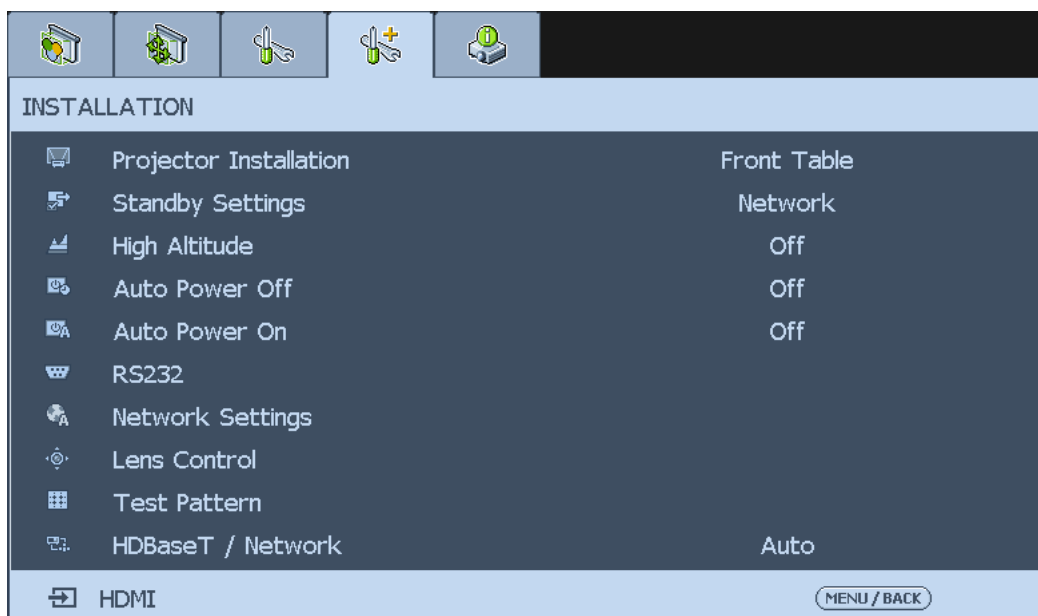 INSTALLATION
Projector Installation Front Table
Standby Settings Network
High Altitude Off
Auto Power Off Off
Auto Power On Off
RS232
Network Settings
Lens Control
Test Pattern
HDBaseT / Network Auto
HDMI MENU / BACK